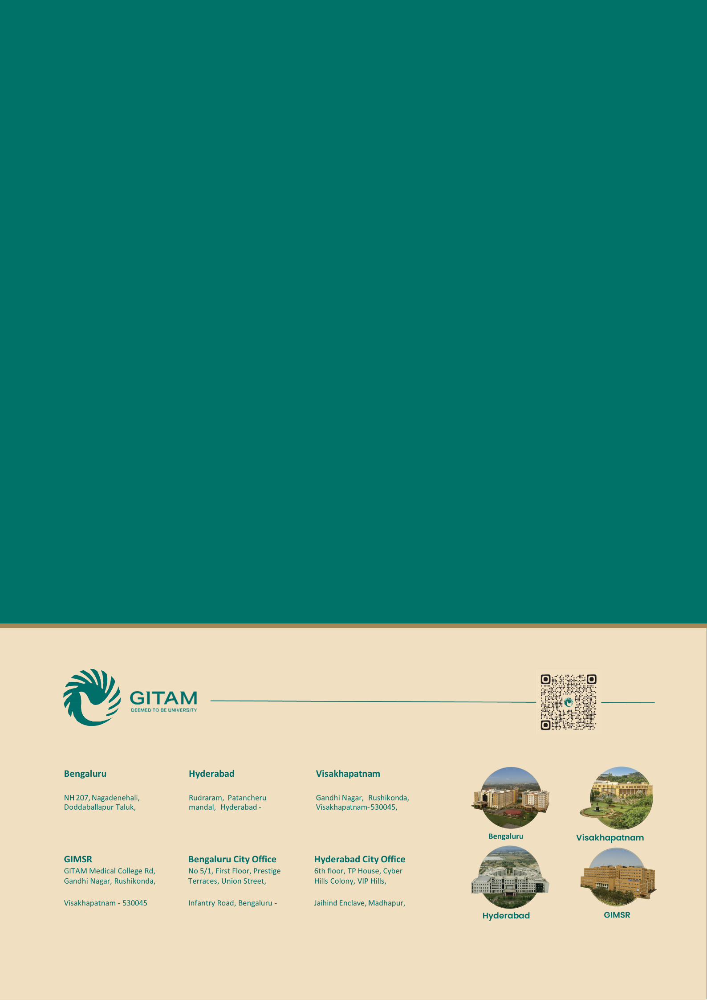 GITAM
DEEMED TO BE UNIVERSITY
Bengaluru
NH 207, Nagadenehali,
Doddaballapur Taluk,
Hyderabad
Rudraram, Patancheru
mandal, Hyderabad -
Visakhapatnam
Gandhi Nagar, Rushikonda,
Visakhapatnam-530045,
GIMSR
GITAM Medical College Rd,
Gandhi Nagar, Rushikonda,
Visakhapatnam - 530045
Bengaluru City Office
No 5/1, First Floor, Prestige
Terraces, Union Street,
Infantry Road, Bengaluru -
Hyderabad City Office
6th floor, TP House, Cyber
Hills Colony, VIP Hills,
Jaihind Enclave, Madhapur,
Bengaluru
Visakhapatnam
Hyderabad
GIMSR